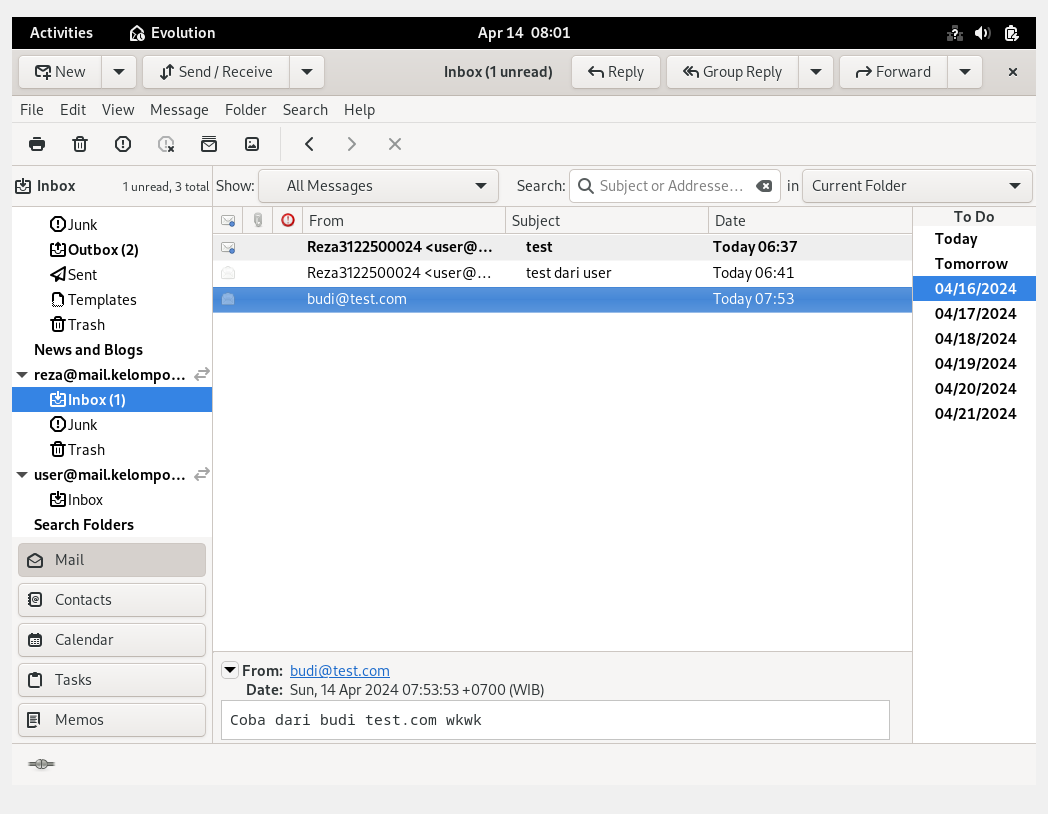 Activities Evolution Apr 14 08:01
New Send / Receive Inbox (1 unread) Reply Group Reply Forward
File Edit View Message Folder Search Help
Inbox 1 unread, 3 total Show: All Messages Search: Subject or Addresse… in Current Folder
From Subject Date To Do
Junk
Outbox (2)
Sent
Templates
Trash
News and Blogs
reza@mail.kelompo…
Inbox (1)
Junk
Trash
user@mail.kelompo…
Inbox
Search Folders
Mail
Contacts
Calendar
Tasks
Memos
Reza3122500024 <user@… test Today 06:37
Reza3122500024 <user@… test dari user Today 06:41
budi@test.com Today 07:53
From: budi@test.com
Date: Sun, 14 Apr 2024 07:53:53 +0700 (WIB)
Coba dari budi test.com wkwk
Today
Tomorrow
04/16/2024
04/17/2024
04/18/2024
04/19/2024
04/20/2024
04/21/2024